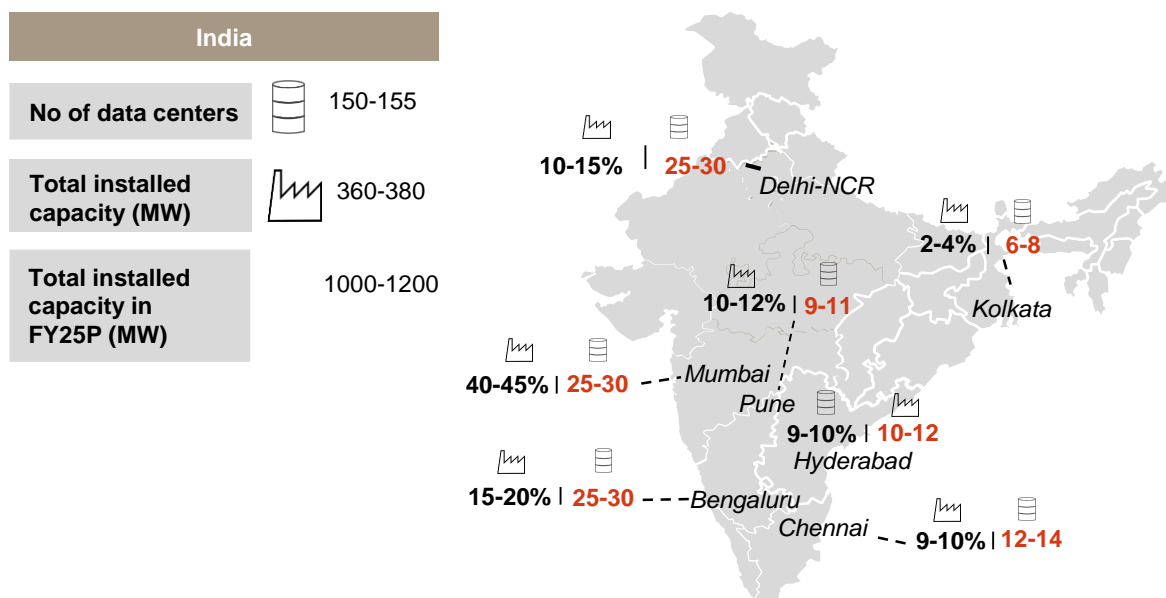 India
No of data centers
150-155
Total installed
capacity (MW)
360-380
Total installed
capacity in
FY25P (MW)
1000-1200
10-15% | 25-30
Delhi-NCR
2-4% | 6-8
Kolkata
10-12% | 9-11
Pune
40-45% | 25-30
Mumbai
9-10% | 10-12
Hyderabad
15-20% | 25-30
Bengaluru
Chennai
9-10% | 12-14